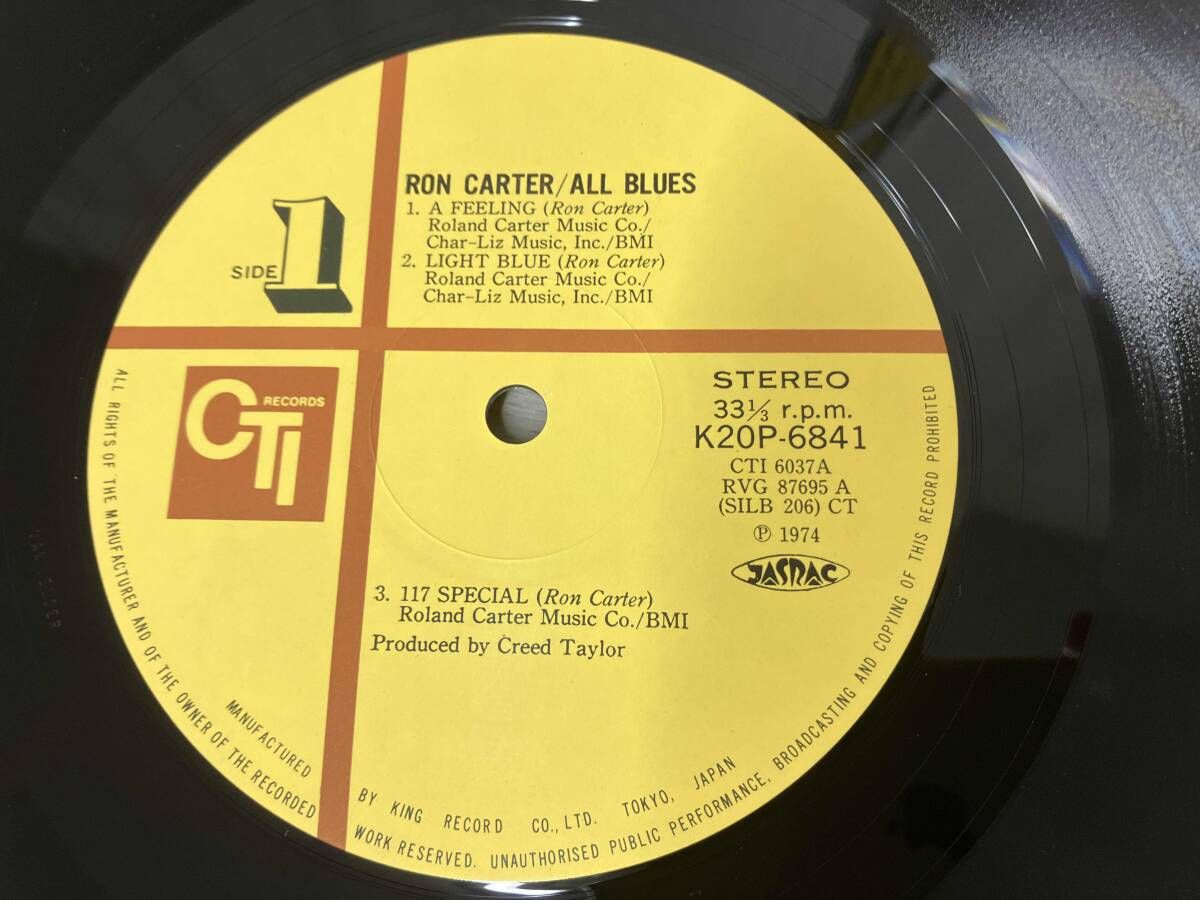 RON CARTER/ALL BLUES
1. A FEELING (Ron Carter)
Roland Carter Music Co./
Char-Liz Music, Inc./BMI
2. LIGHT BLUE (Ron Carter)
Roland Carter Music Co./
Char-Liz Music, Inc./BMI
SIDE 1
CTI RECORDS
STEREO
33⅓ r.p.m.
K20P-6841
CTI 6037A
RVG 87695 A
(SILB 206) CT
Ⓟ 1974
JASRAC
3. 117 SPECIAL (Ron Carter)
Roland Carter Music Co./BMI
Produced by Creed Taylor
MANUFACTURED BY KING RECORD CO., LTD. TOKYO, JAPAN
ALL RIGHTS OF THE MANUFACTURER AND OF THE OWNER OF THE RECORDED WORK RESERVED. UNAUTHORISED PUBLIC PERFORMANCE, BROADCASTING AND COPYING OF THIS RECORD PROHIBITED